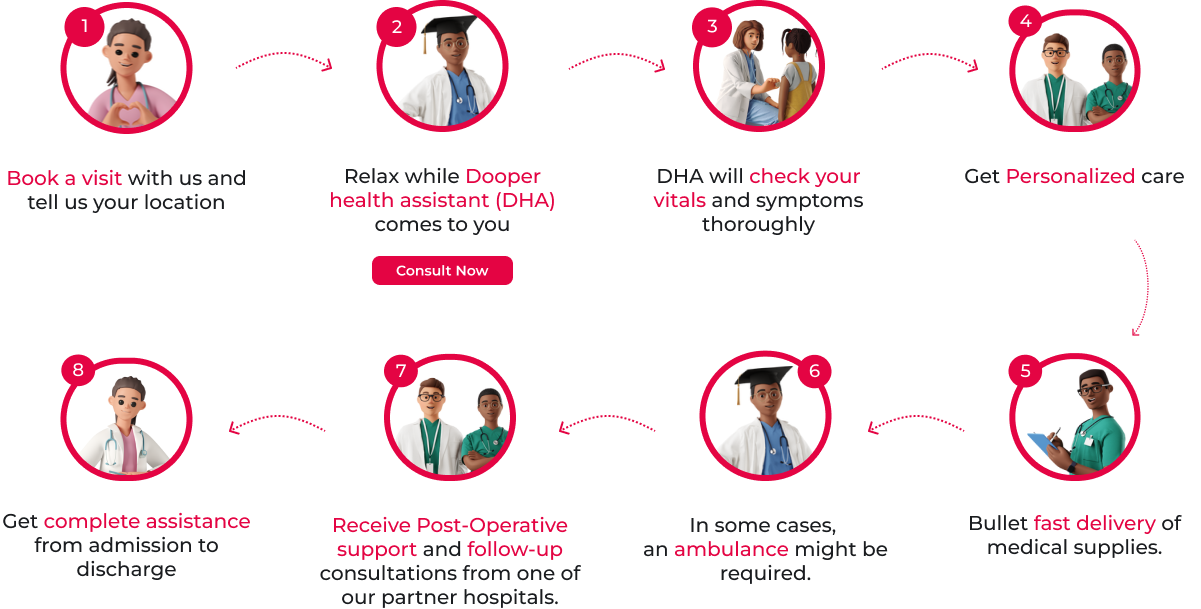 1
Book a visit with us and
tell us your location
2
Relax while Dooper
health assistant (DHA)
comes to you
Consult Now
3
DHA will check your
vitals and symptoms
thoroughly
4
Get Personalized care
5
Bullet fast delivery of
medical supplies.
6
In some cases,
an ambulance might be
required.
7
Receive Post-Operative
support and follow-up
consultations from one of
our partner hospitals.
8
Get complete assistance
from admission to
discharge